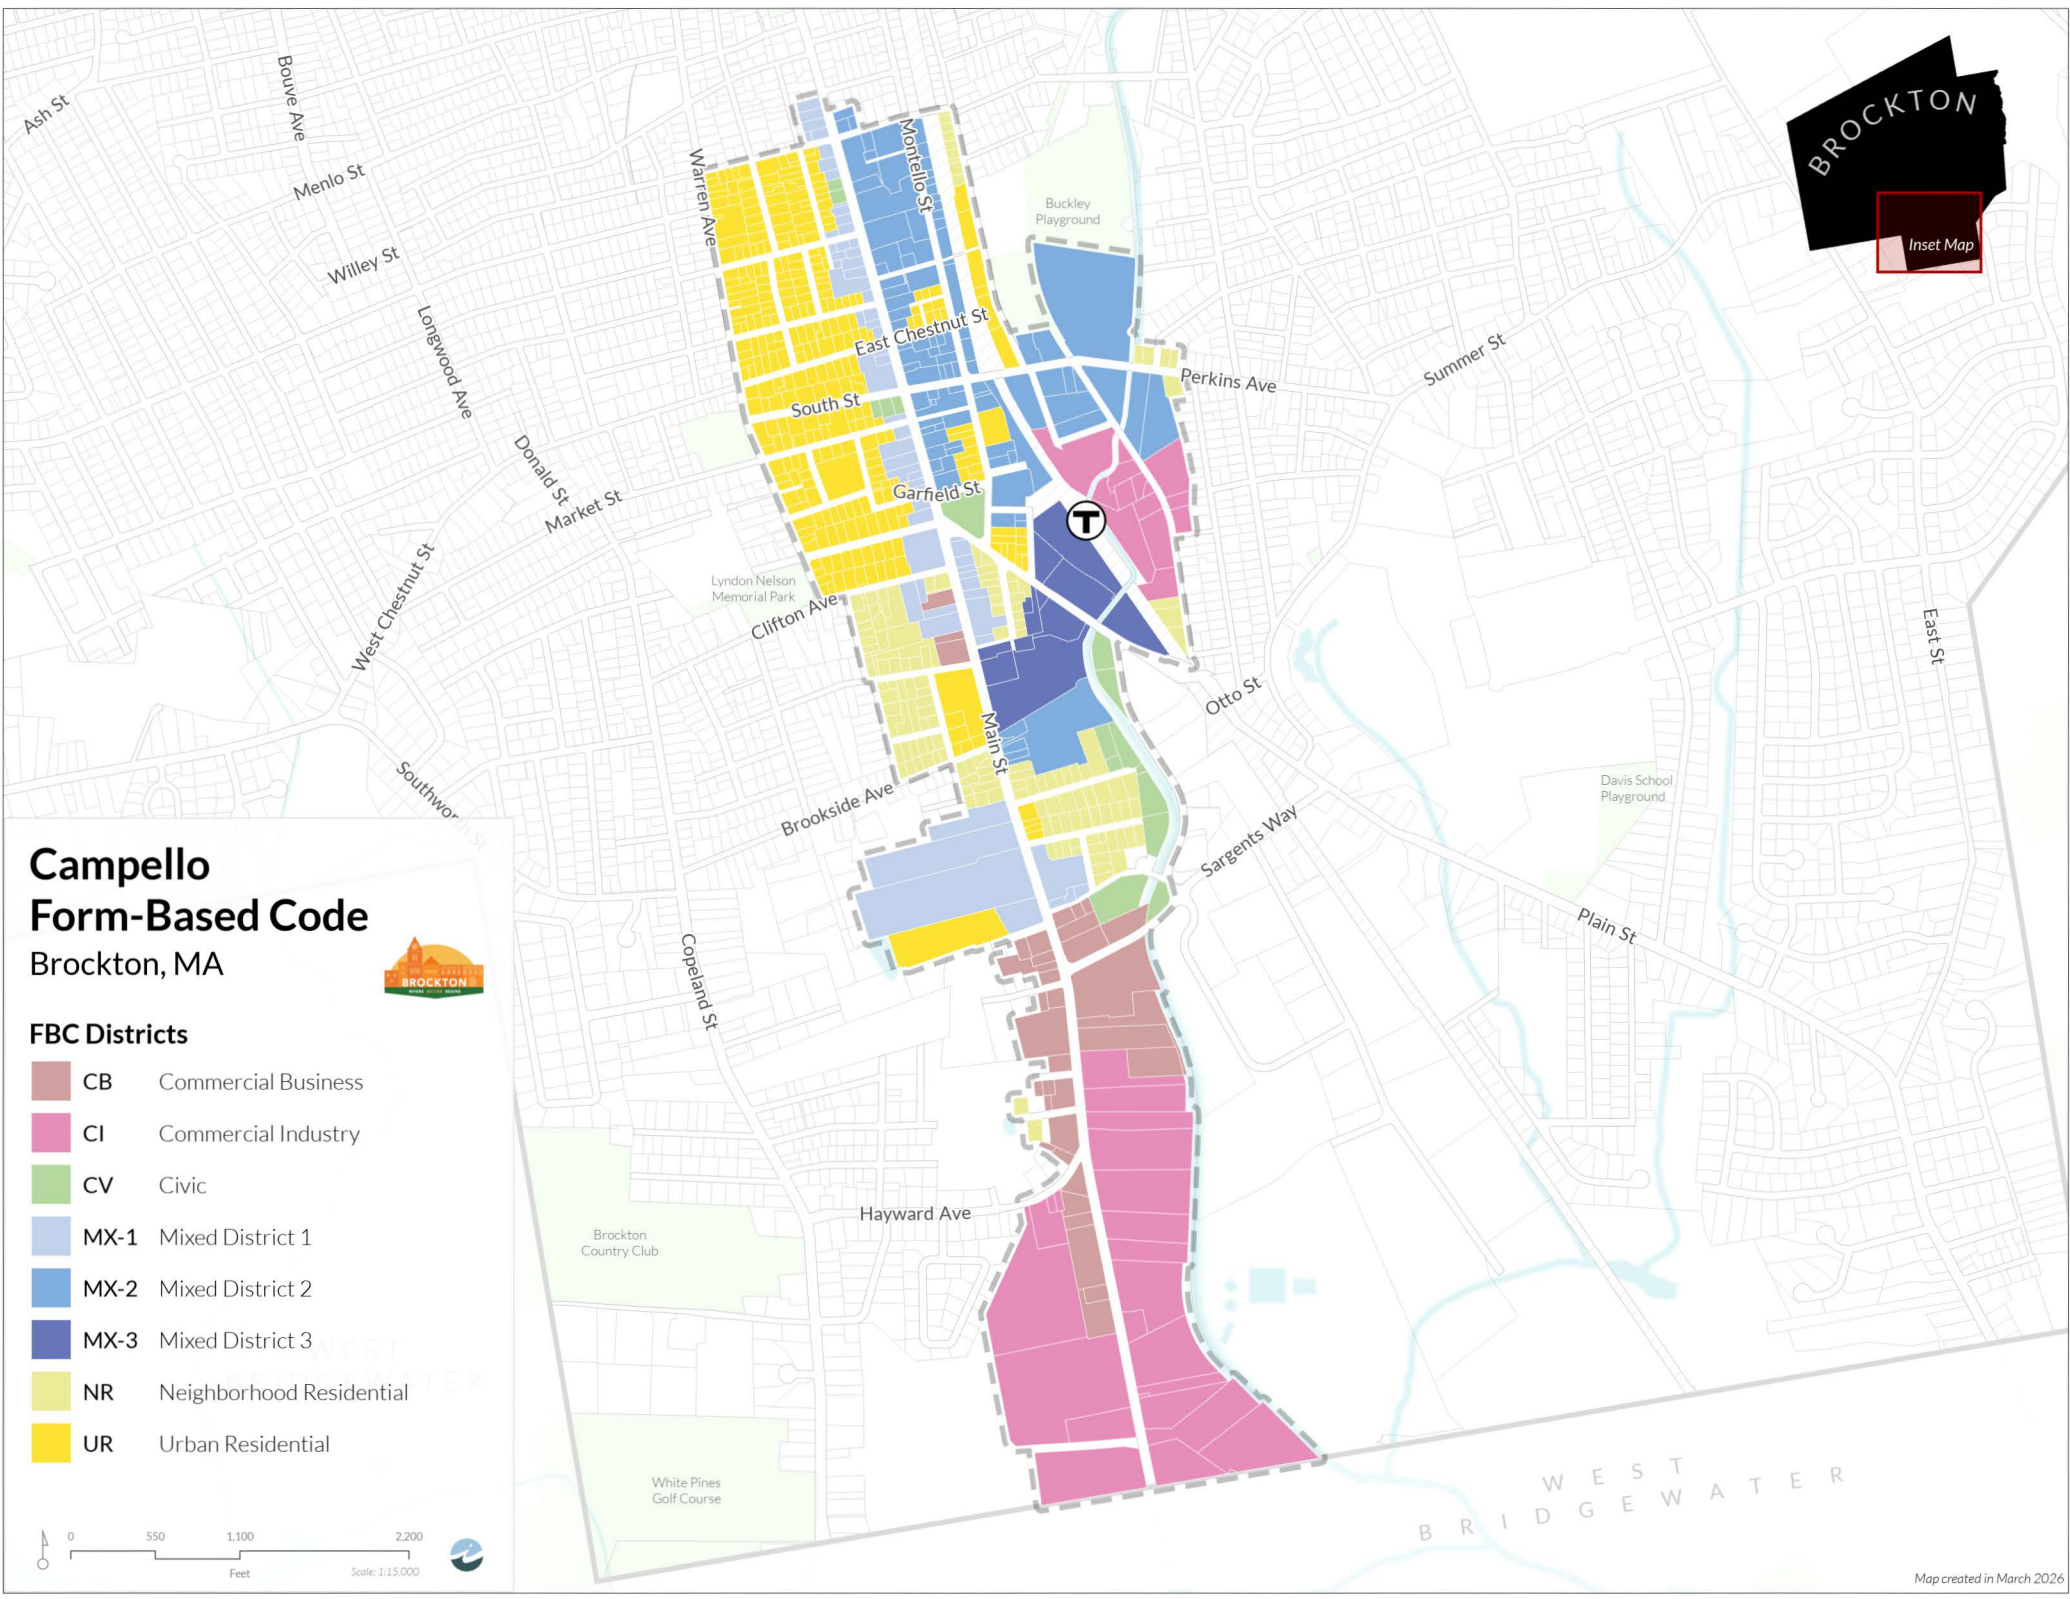 Ash St
Bouve Ave
Menlo St
Willey St
Longwood Ave
Donald St
Market St
West Chestnut St
Southworth St
Warren Ave
Montello St
East Chestnut St
South St
Garfield St
Clifton Ave
Main St
Brookside Ave
Copeland St
Hayward Ave
Perkins Ave
Summer St
Otto St
Sargents Way
Plain St
East St
Buckley
Playground
Lyndon Nelson
Memorial Park
Davis School
Playground
Brockton
Country Club
White Pines
Golf Course
T
BROCKTON
Inset Map
WEST
BRIDGEWATER
Campello
Form-Based Code
Brockton, MA
BROCKTON
WHERE BETTER BEGINS
FBC Districts
CB Commercial Business
CI Commercial Industry
CV Civic
MX-1 Mixed District 1
MX-2 Mixed District 2
MX-3 Mixed District 3
NR Neighborhood Residential
UR Urban Residential
WEST
0 550 1,100 2,200
Feet
Scale: 1:15,000
Map created in March 2026